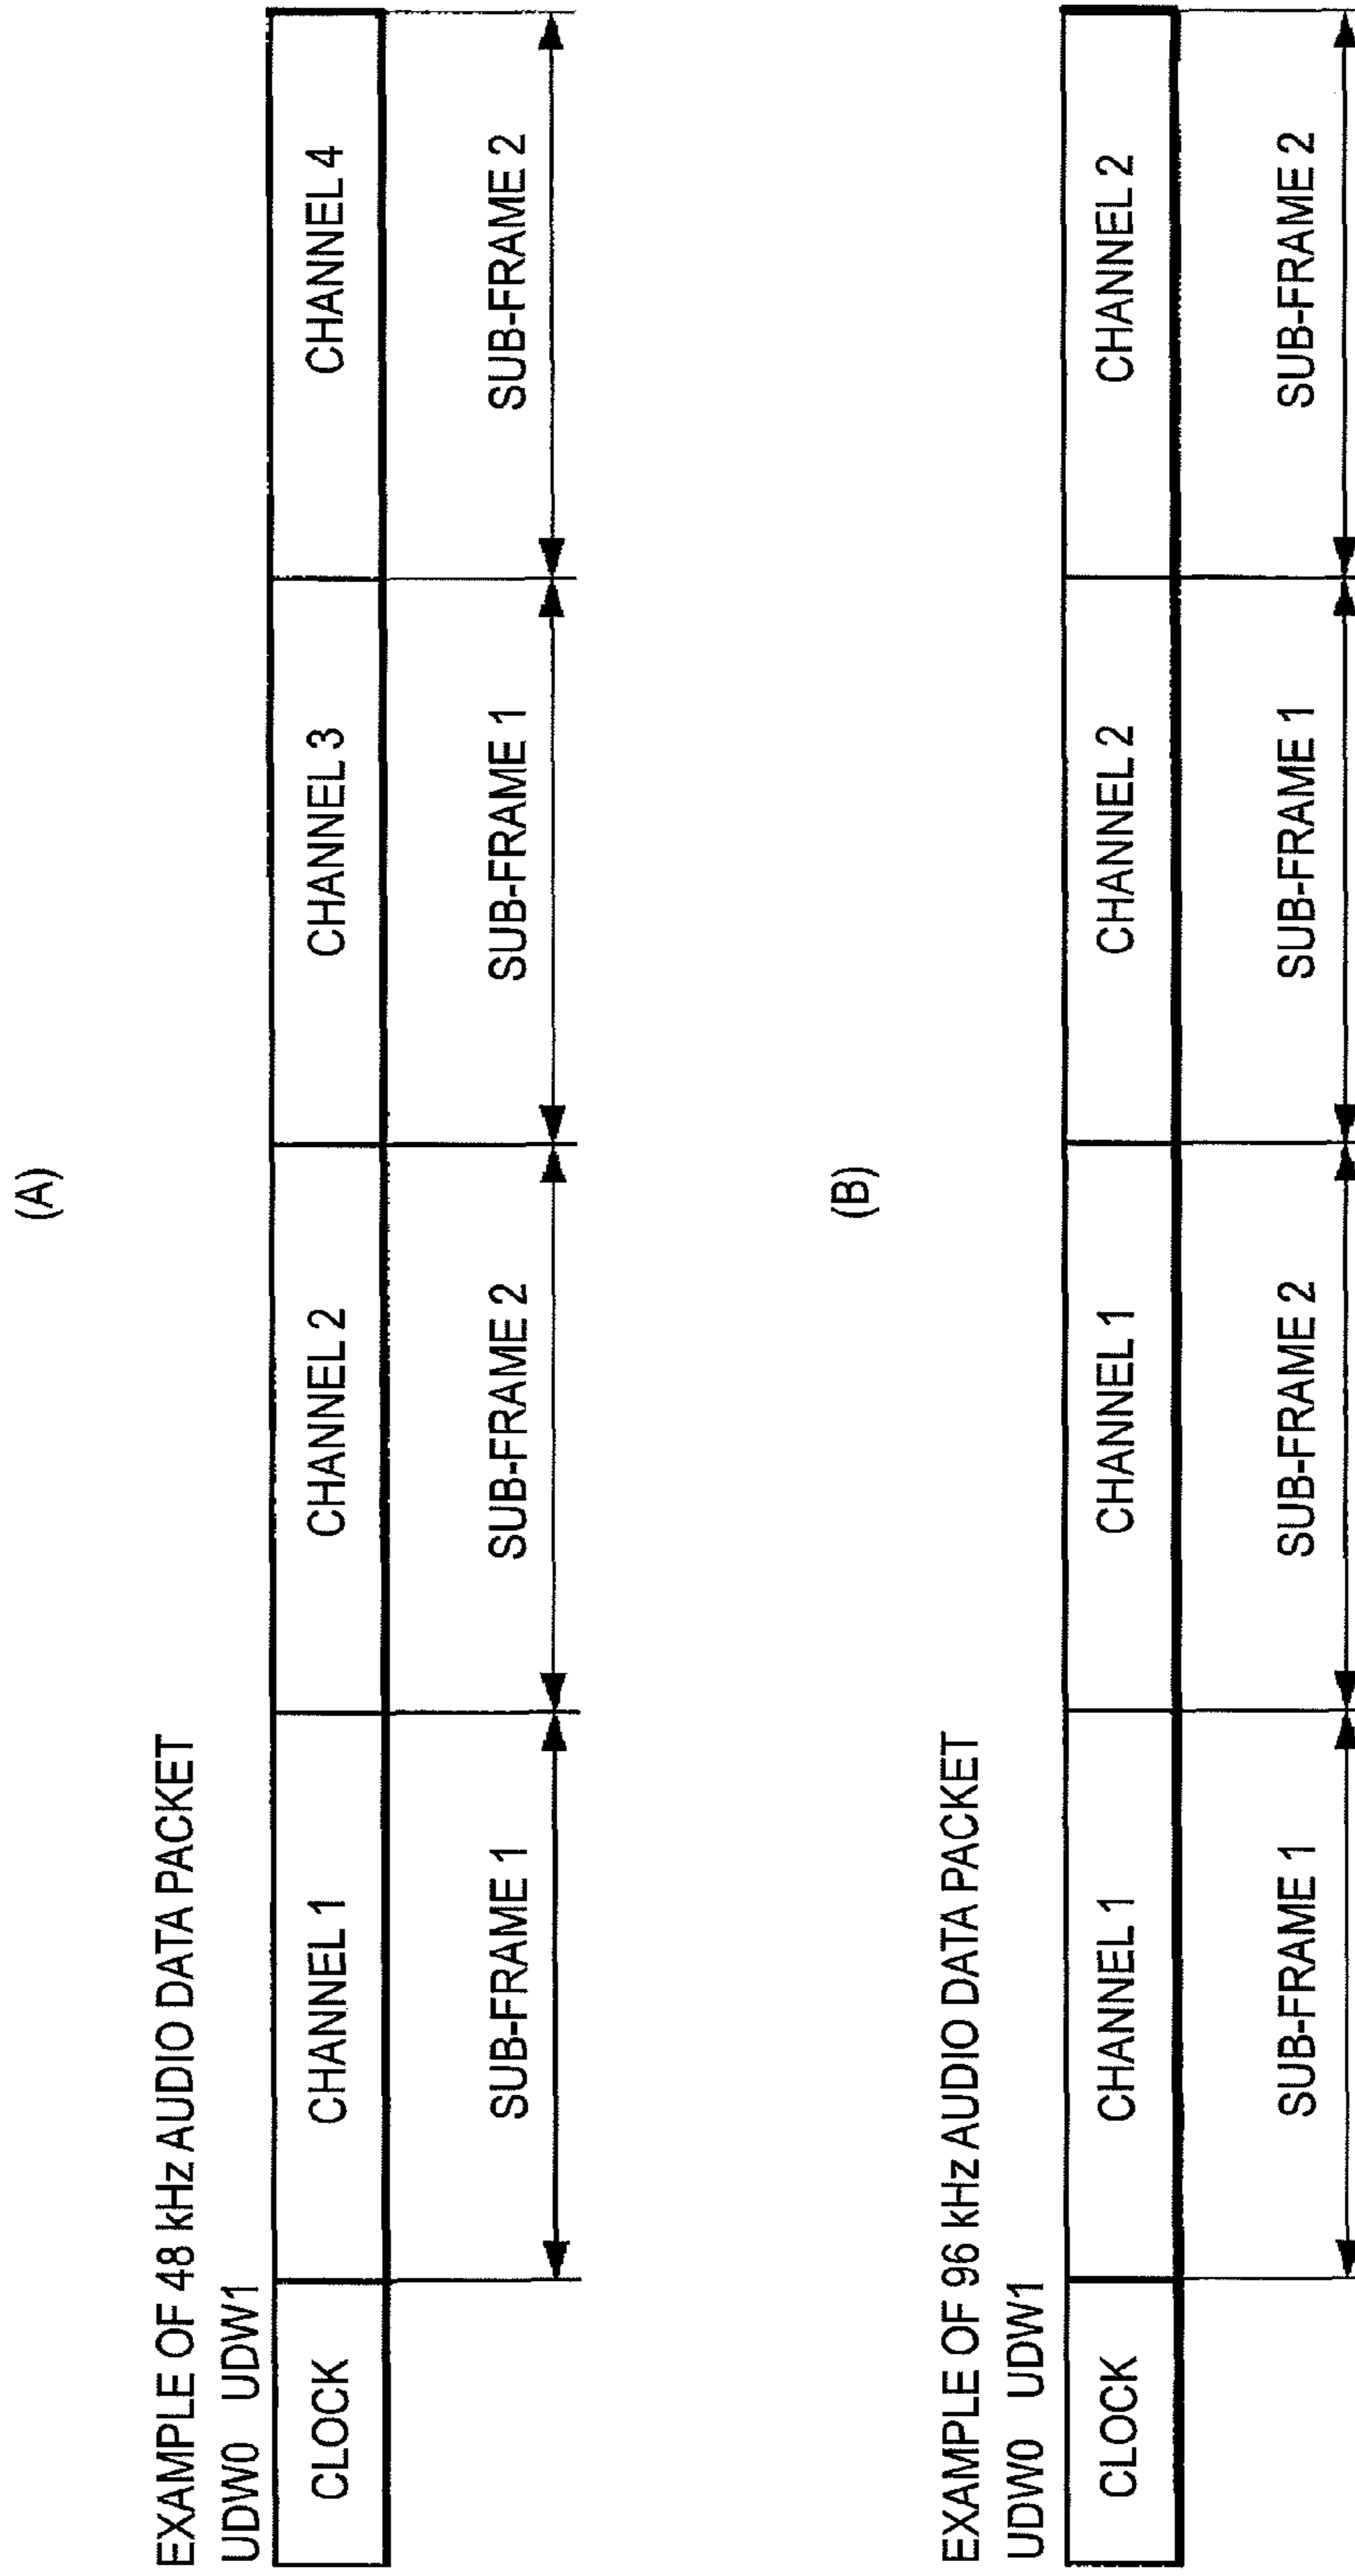 (A)
EXAMPLE OF 48 kHz AUDIO DATA PACKET
UDW0 UDW1
CLOCK CHANNEL 1 CHANNEL 2 CHANNEL 3 CHANNEL 4
SUB-FRAME 1 SUB-FRAME 2 SUB-FRAME 1 SUB-FRAME 2
(B)
EXAMPLE OF 96 kHz AUDIO DATA PACKET
UDW0 UDW1
CLOCK CHANNEL 1 CHANNEL 1 CHANNEL 2 CHANNEL 2
SUB-FRAME 1 SUB-FRAME 2 SUB-FRAME 1 SUB-FRAME 2